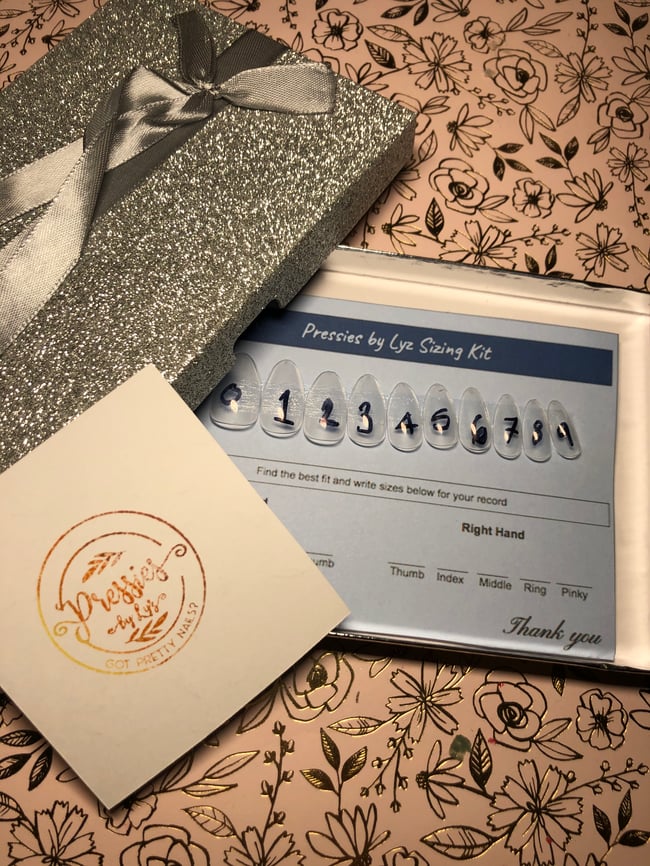 Pressies by Lyz Sizing Kit
0 1 2 3 4 5 6 7 8 9
Find the best fit and write sizes below for your record
Right Hand
Thumb Index Middle Ring Pinky
Thank you
Pressies
by Lyz
GOT PRETTY NAILS?